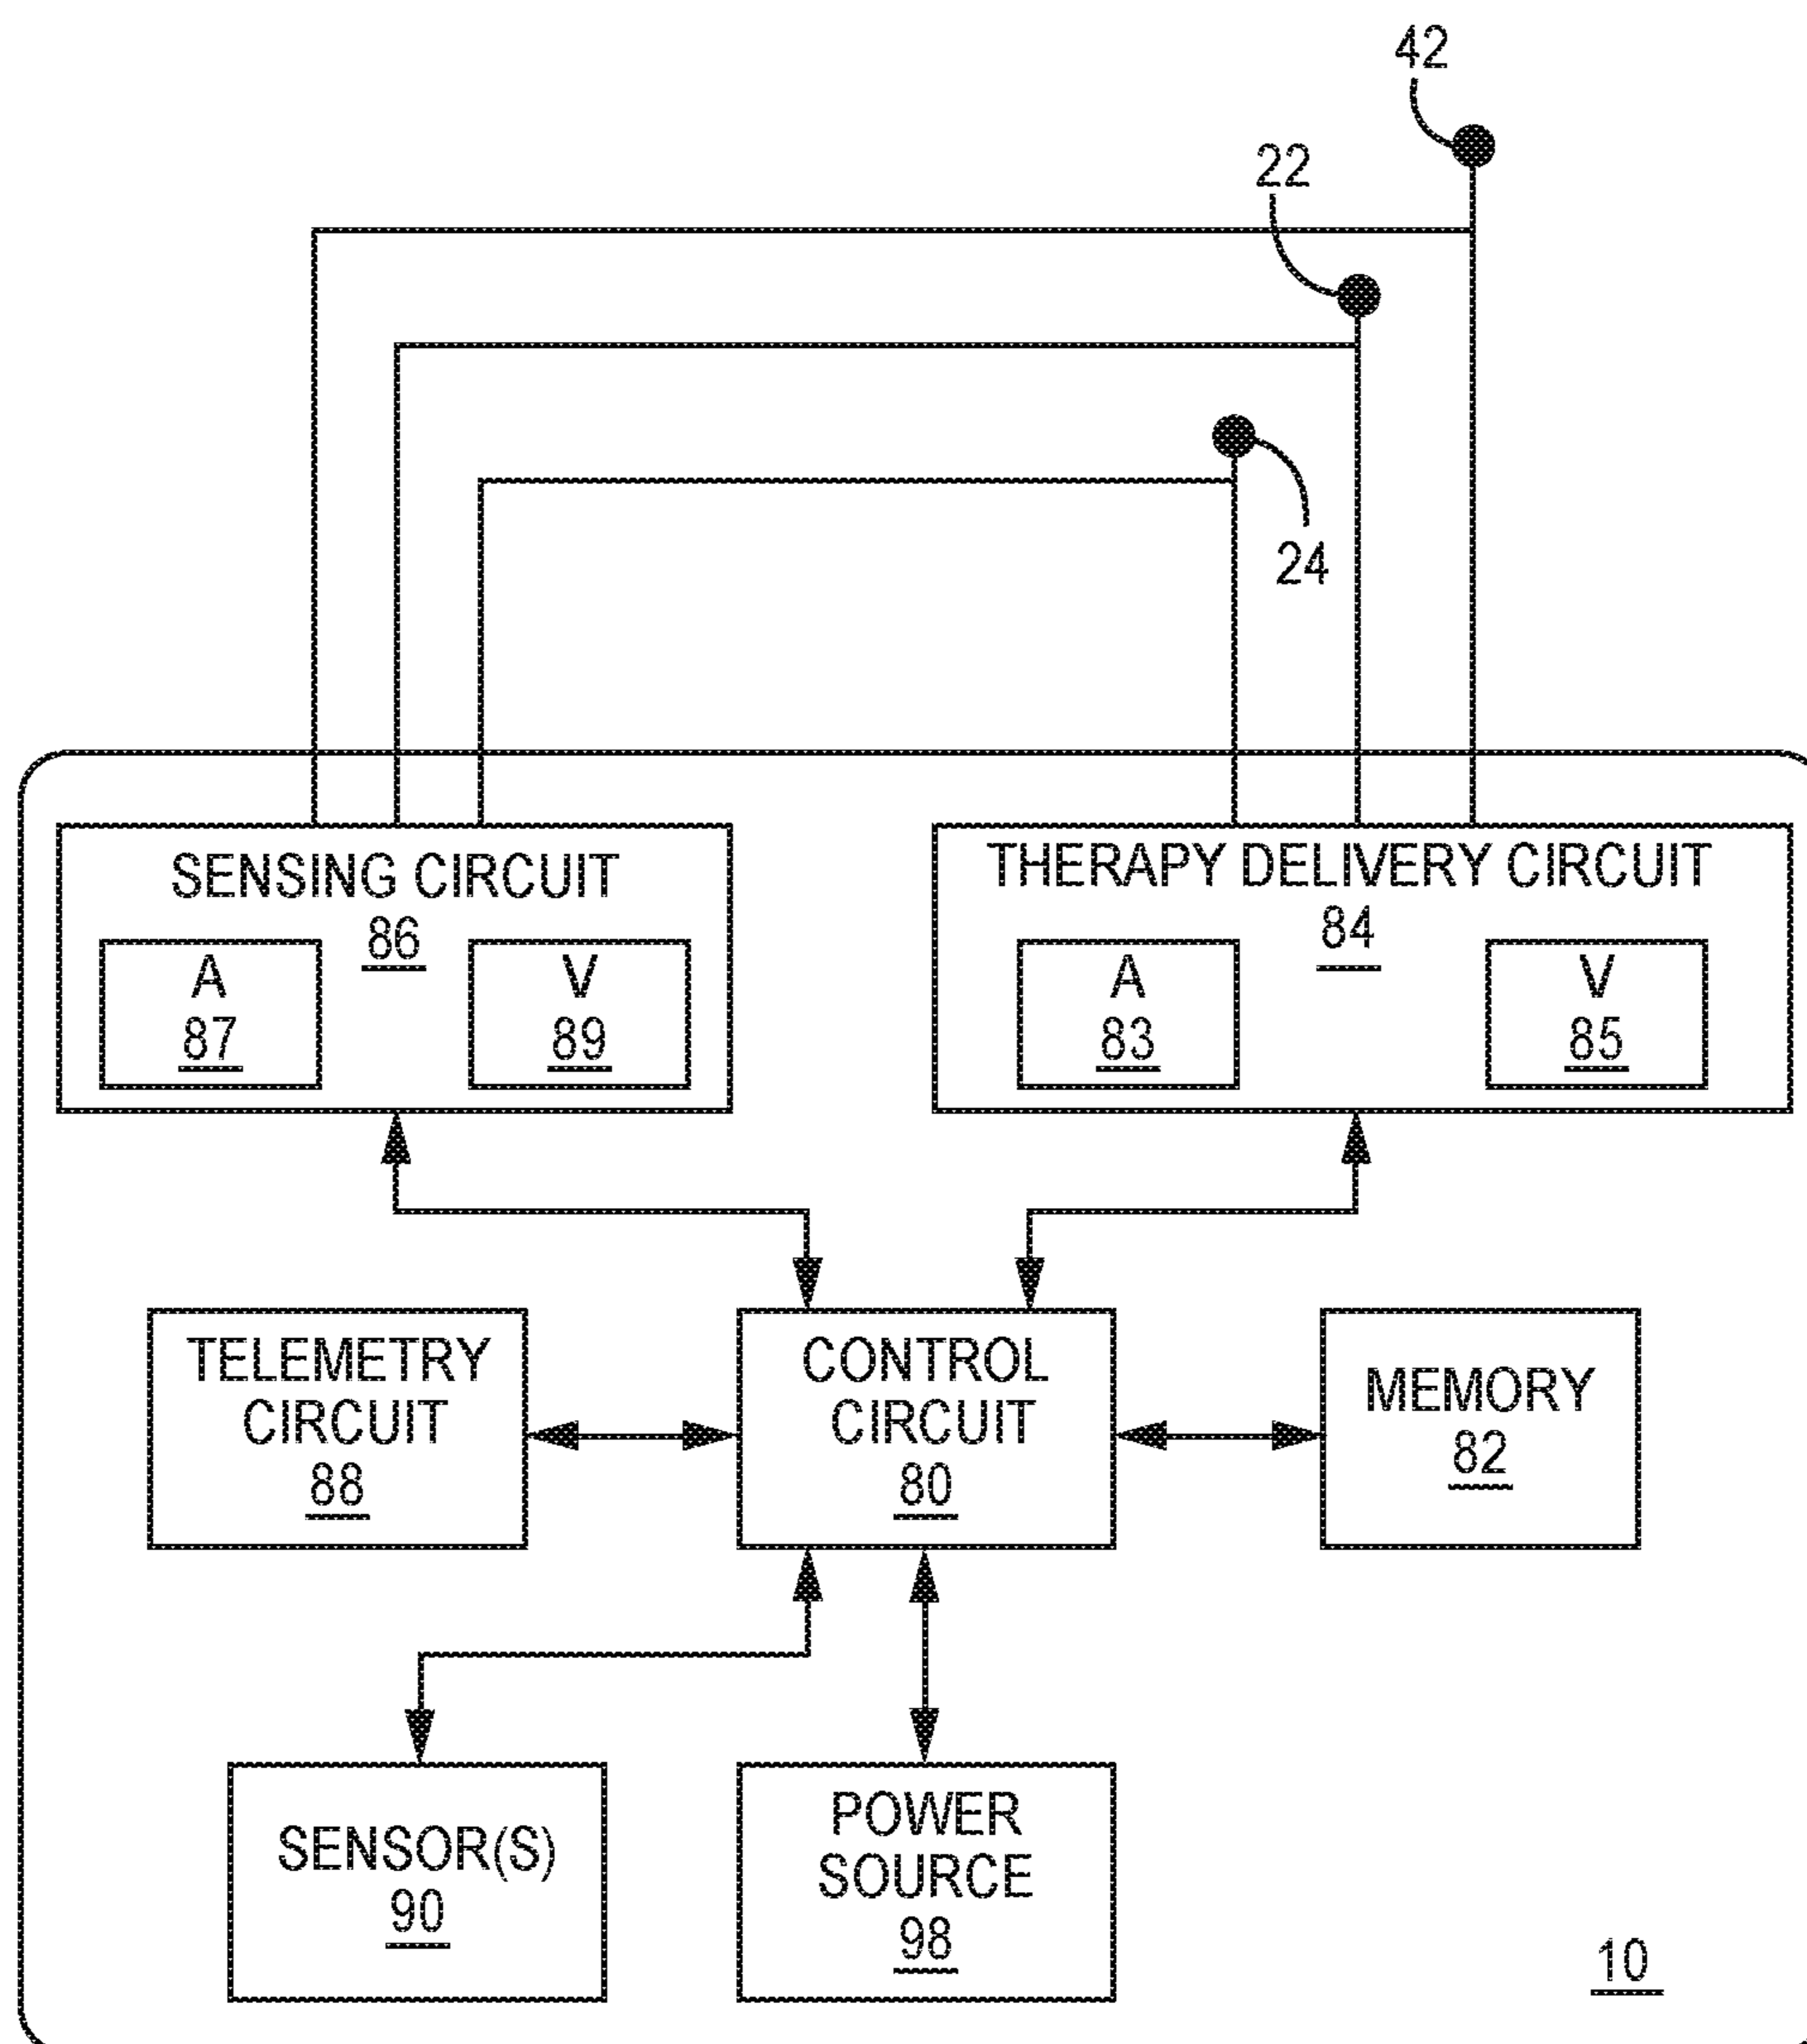 42
22
24
SENSING CIRCUIT
86
A
87
V
89
THERAPY DELIVERY CIRCUIT
84
A
83
V
85
TELEMETRY
CIRCUIT
88
CONTROL
CIRCUIT
80
MEMORY
82
SENSOR(S)
90
POWER
SOURCE
98
10